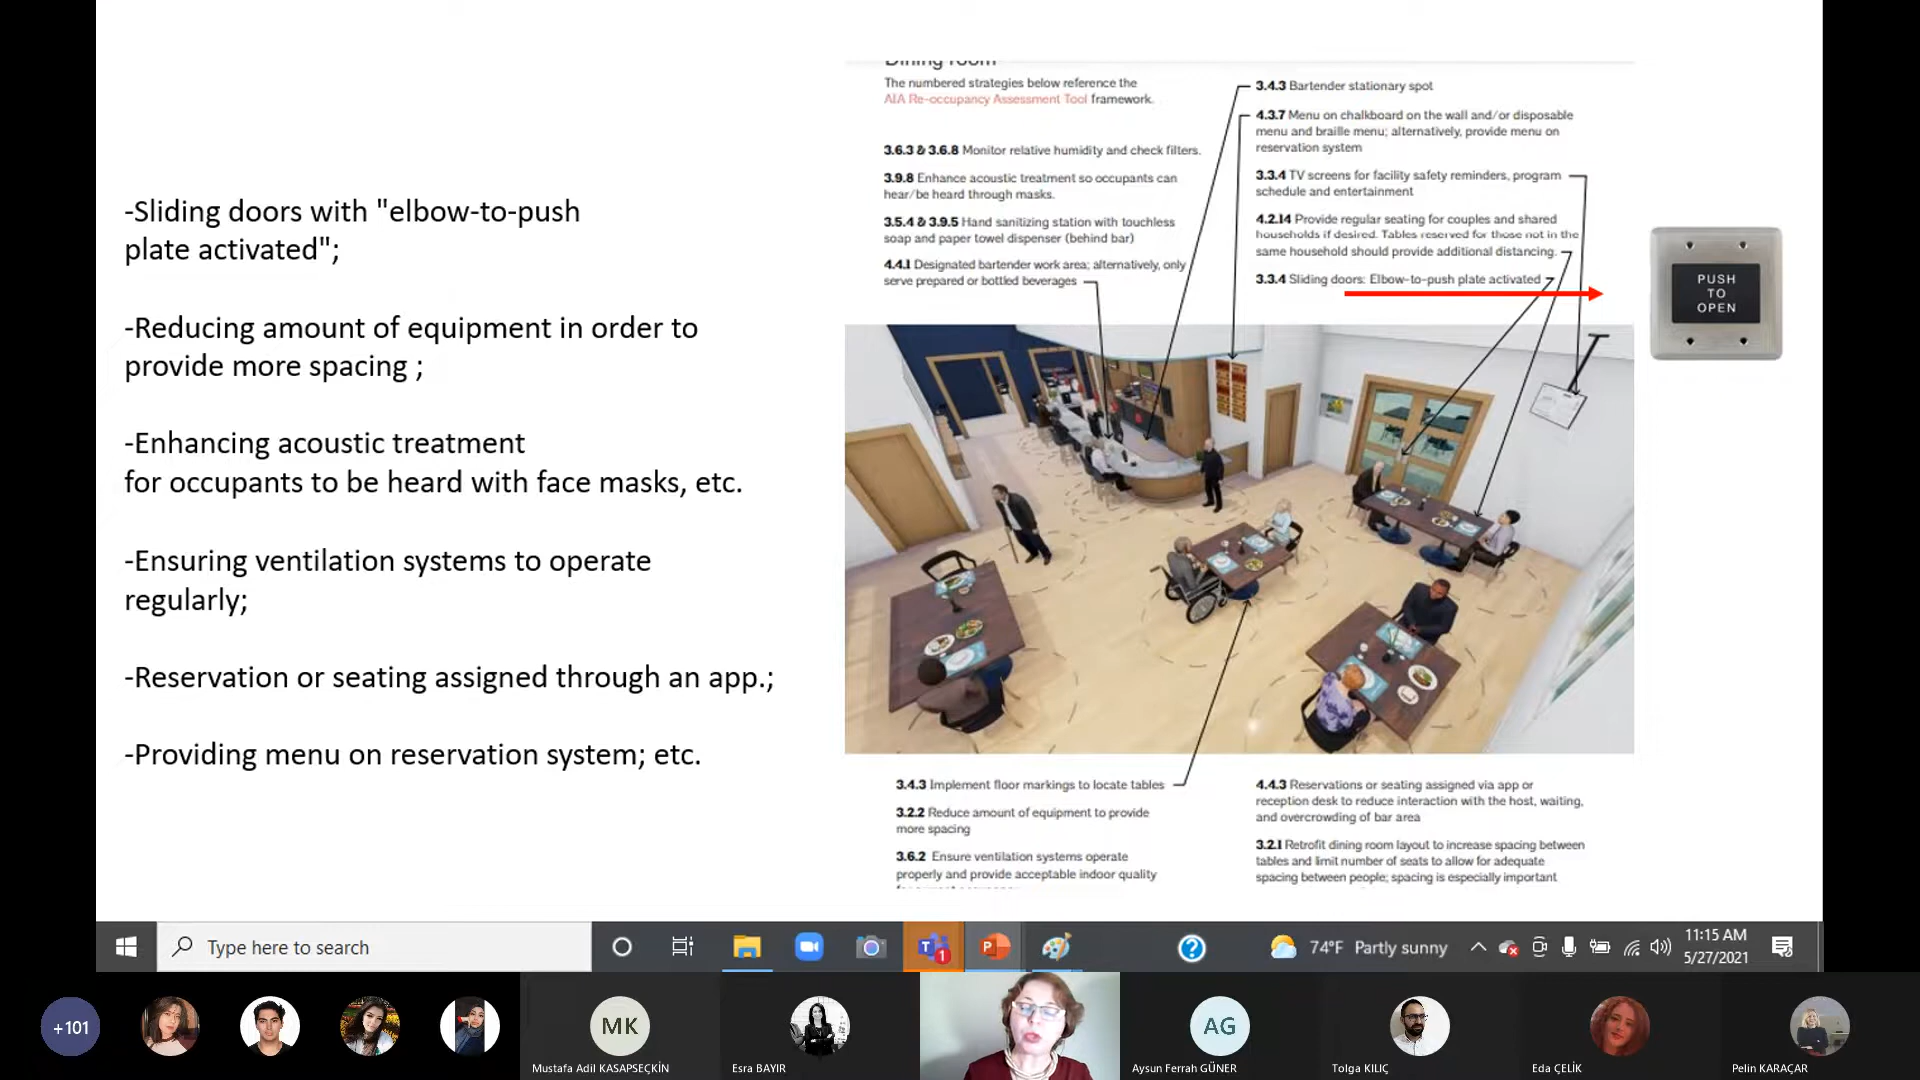 -Sliding doors with "elbow-to-push
plate activated";
-Reducing amount of equipment in order to
provide more spacing ;
-Enhancing acoustic treatment
for occupants to be heard with face masks, etc.
-Ensuring ventilation systems to operate
regularly;
-Reservation or seating assigned through an app.;
-Providing menu on reservation system; etc.
Dining room
The numbered strategies below reference the
AIA Re-occupancy Assessment Tool framework.
3.6.3 & 3.6.8 Monitor relative humidity and check filters.
3.9.8 Enhance acoustic treatment so occupants can
hear/be heard through masks.
3.5.4 & 3.9.5 Hand sanitizing station with touchless
soap and paper towel dispenser (behind bar)
4.4.1 Designated bartender work area; alternatively, only
serve prepared or bottled beverages
3.4.3 Bartender stationary spot
4.3.7 Menu on chalkboard on the wall and/or disposable
menu and braille menu; alternatively, provide menu on
reservation system
3.3.4 TV screens for facility safety reminders, program
schedule and entertainment
4.2.14 Provide regular seating for couples and shared
households if desired. Tables reserved for those not in the
same household should provide additional distancing.
3.3.4 Sliding doors: Elbow-to-push plate activated
PUSH
TO
OPEN
3.4.3 Implement floor markings to locate tables
3.2.2 Reduce amount of equipment to provide
more spacing
3.6.2 Ensure ventilation systems operate
properly and provide acceptable indoor quality
4.4.3 Reservations or seating assigned via app or
reception desk to reduce interaction with the host, waiting,
and overcrowding of bar area
3.2.1 Retrofit dining room layout to increase spacing between
tables and limit number of seats to allow for adequate
spacing between people; spacing is especially important
Type here to search
T
1
P
?
74°F Partly sunny
11:15 AM
5/27/2021
+101
MK
Mustafa Adil KASAPSEÇKİN
Esra BAYIR
AG
Aysun Ferrah GÜNER
Tolga KILIÇ
Eda ÇELİK
Pelin KARAÇAR